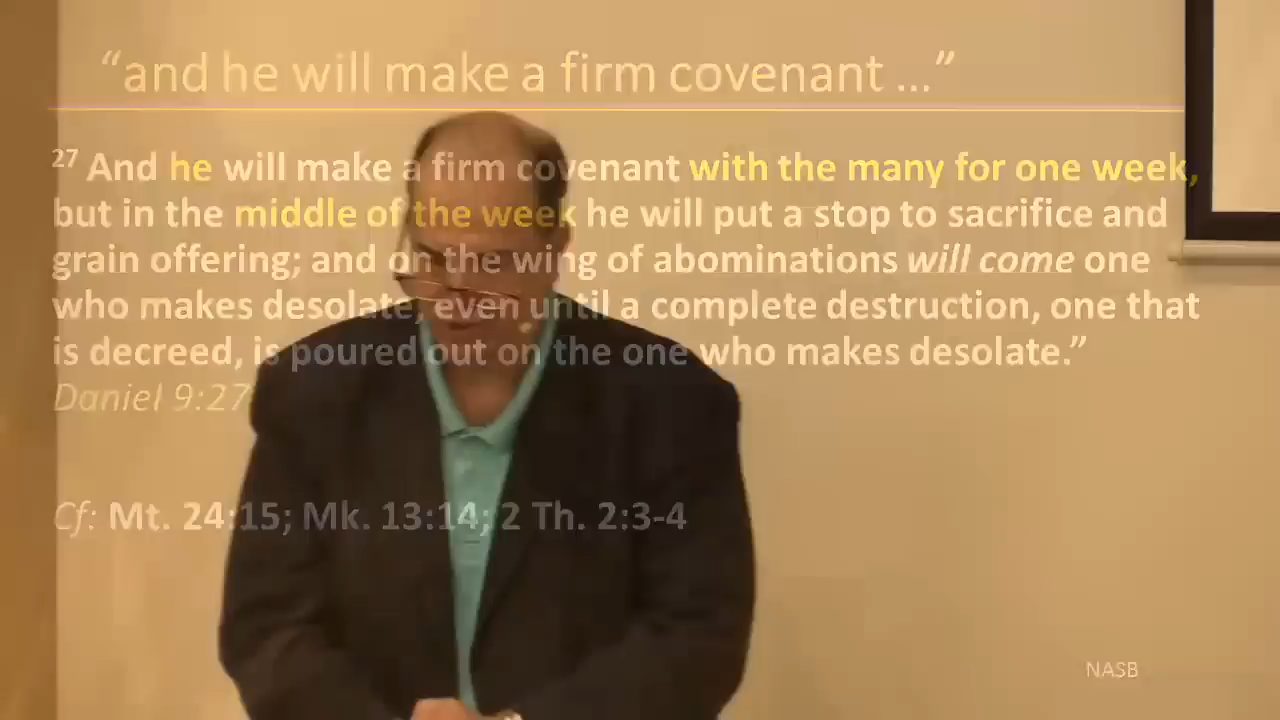 “and he will make a firm covenant …”
27 And he will make a firm covenant with the many for one week,
but in the middle of the week he will put a stop to sacrifice and
grain offering; and on the wing of abominations will come one
who makes desolate, even until a complete destruction, one that
is decreed, is poured out on the one who makes desolate.”
Daniel 9:27
Cf: Mt. 24:15; Mk. 13:14; 2 Th. 2:3-4
NASB